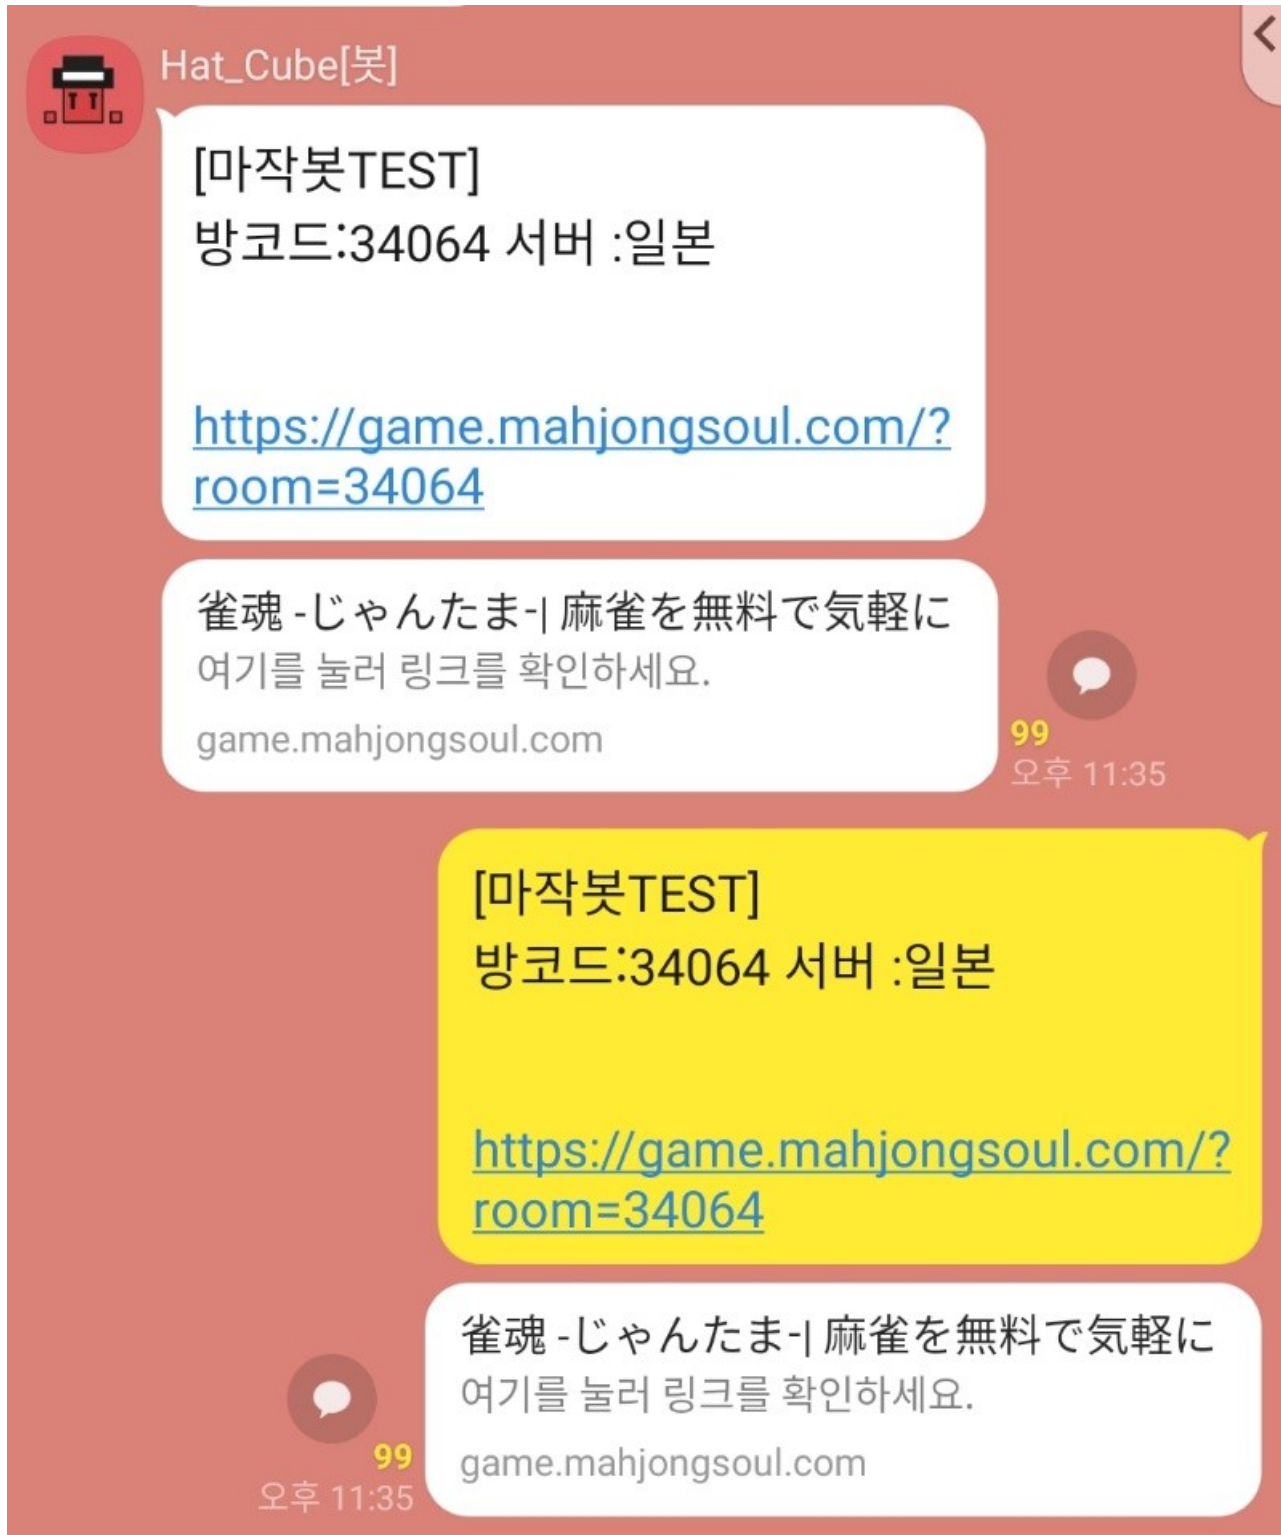 Hat_Cube[봇]
[마작봇TEST]
방코드:34064 서버 :일본
https://game.mahjongsoul.com/?
room=34064
雀魂 -じゃんたま-| 麻雀を無料で気軽に
여기를 눌러 링크를 확인하세요.
game.mahjongsoul.com
99
오후 11:35
[마작봇TEST]
방코드:34064 서버 :일본
https://game.mahjongsoul.com/?
room=34064
雀魂 -じゃんたま-| 麻雀を無料で気軽に
여기를 눌러 링크를 확인하세요.
game.mahjongsoul.com
99
오후 11:35